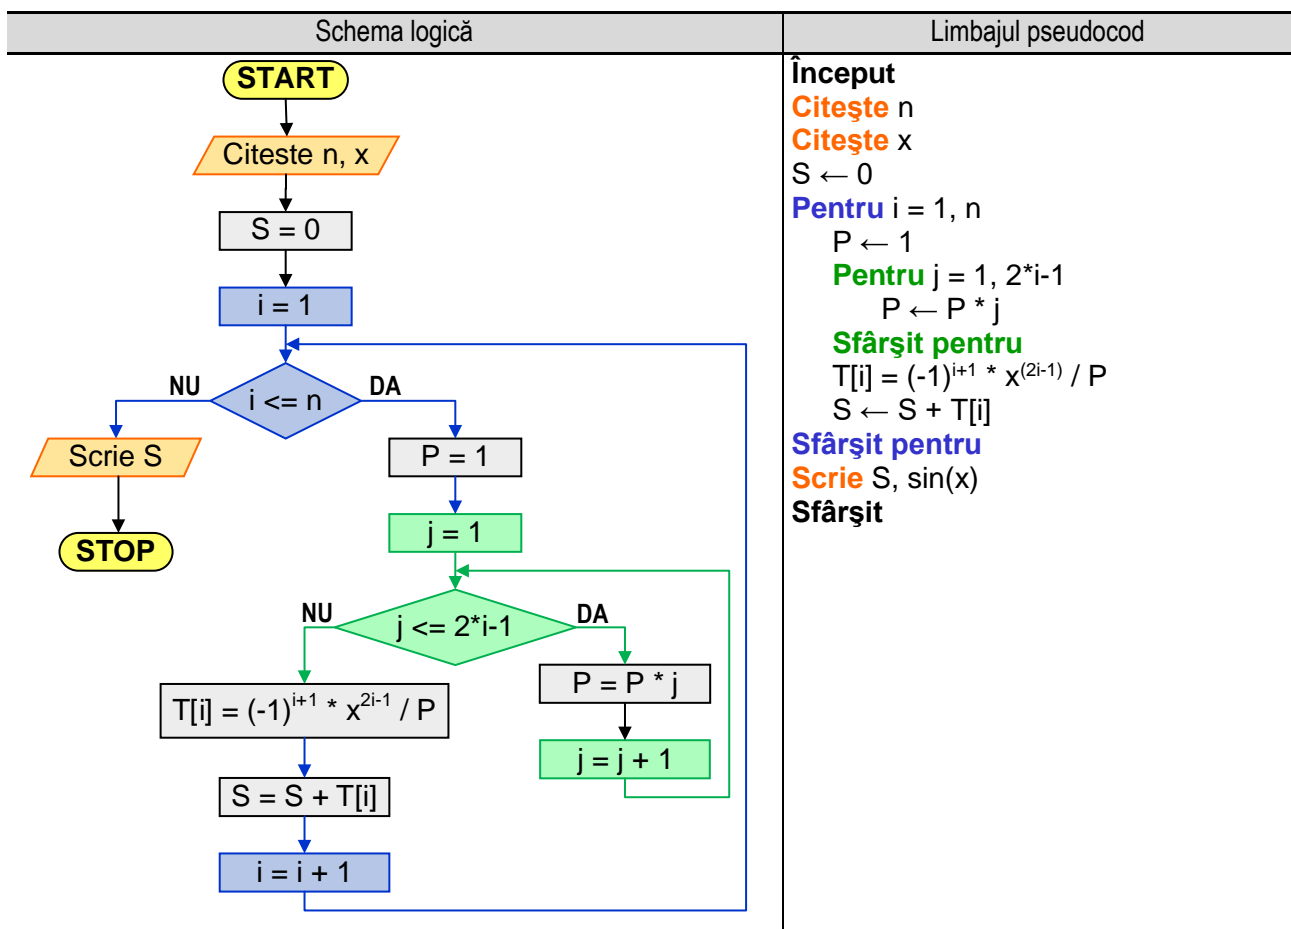 Schema logică
Limbajul pseudocod
START
Citeste n, x
S = 0
i = 1
i <= n
NU
DA
Scrie S
STOP
P = 1
j = 1
j <= 2*i-1
NU
DA
P = P * j
j = j + 1
T[i] = (-1)^{i+1} * x^{2i-1} / P
S = S + T[i]
i = i + 1
Început
Citeşte n
Citeşte x
S ← 0
Pentru i = 1, n
P ← 1
Pentru j = 1, 2*i-1
P ← P * j
Sfârşit pentru
T[i] = (-1)^{i+1} * x^{(2i-1)} / P
S ← S + T[i]
Sfârşit pentru
Scrie S, sin(x)
Sfârşit